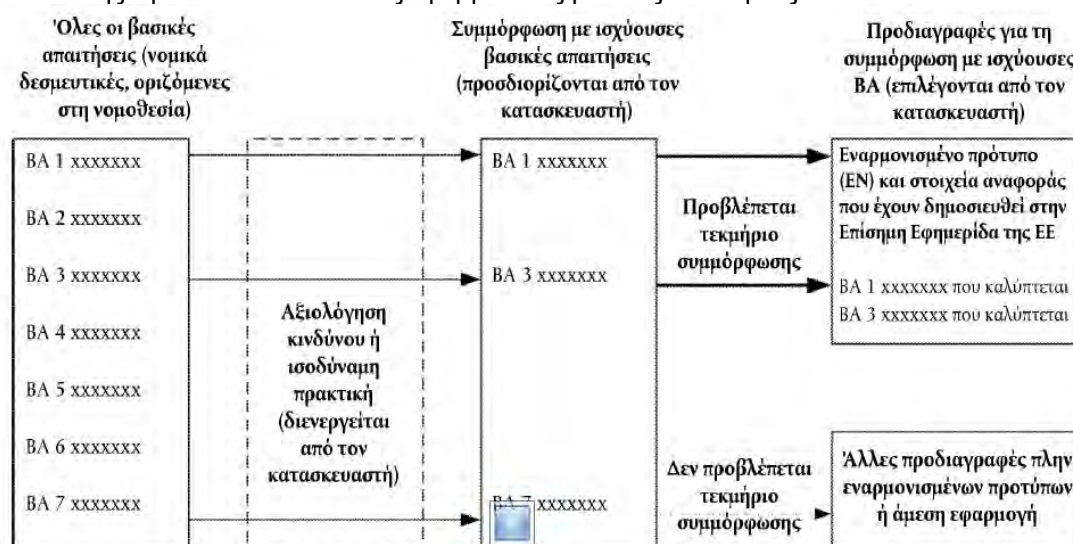 Όλες οι βασικές
απαιτήσεις (νομικά
δεσμευτικές, οριζόμενες
στη νομοθεσία)
ΒΑ 1 xxxxxxx
ΒΑ 2 xxxxxxx
ΒΑ 3 xxxxxxx
ΒΑ 4 xxxxxxx
ΒΑ 5 xxxxxxx
ΒΑ 6 xxxxxxx
ΒΑ 7 xxxxxxx
Αξιολόγηση
κινδύνου ή
ισοδύναμη
πρακτική
(διενεργείται
από τον
κατασκευαστή)
Συμμόρφωση με ισχύουσες
βασικές απαιτήσεις
(προσδιορίζονται από τον
κατασκευαστή)
ΒΑ 1 xxxxxxx
ΒΑ 3 xxxxxxx
ΒΑ 7 xxxxxxx
Προβλέπεται
τεκμήριο
συμμόρφωσης
Δεν προβλέπεται
τεκμήριο
συμμόρφωσης
Προδιαγραφές για τη
συμμόρφωση με ισχύουσες
ΒΑ (επιλέγονται από τον
κατασκευαστή)
Εναρμονισμένο πρότυπο
(EN) και στοιχεία αναφοράς
που έχουν δημοσιευθεί στην
Επίσημη Εφημερίδα της ΕΕ
ΒΑ 1 xxxxxxx που καλύπτεται
ΒΑ 3 xxxxxxx που καλύπτεται
Άλλες προδιαγραφές πλην
εναρμονισμένων προτύπων
ή άμεση εφαρμογή